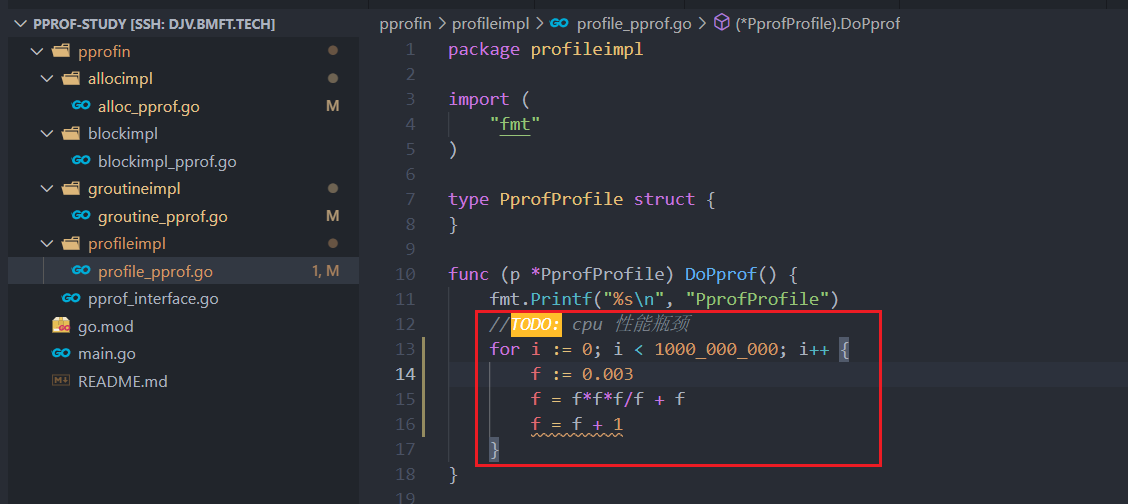 PPROF-STUDY [SSH: DJV.BMFT.TECH]
pprofin
allocimpl
alloc_pprof.go M
blockimpl
blockimpl_pprof.go
groutineimpl
groutine_pprof.go M
profileimpl
profile_pprof.go 1, M
pprof_interface.go
go.mod
main.go
README.md
pprofin > profileimpl > GO profile_pprof.go > (*PprofProfile).DoPprof
1 package profileimpl
2
3 import (
4 "fmt"
5 )
6
7 type PprofProfile struct {
8 }
9
10 func (p *PprofProfile) DoPprof() {
11 fmt.Printf("%s\n", "PprofProfile")
12 //TODO: cpu 性能瓶颈
13 for i := 0; i < 1000_000_000; i++ {
14 f := 0.003
15 f = f*f*f/f + f
16 f = f + 1
17 }
18 }
19